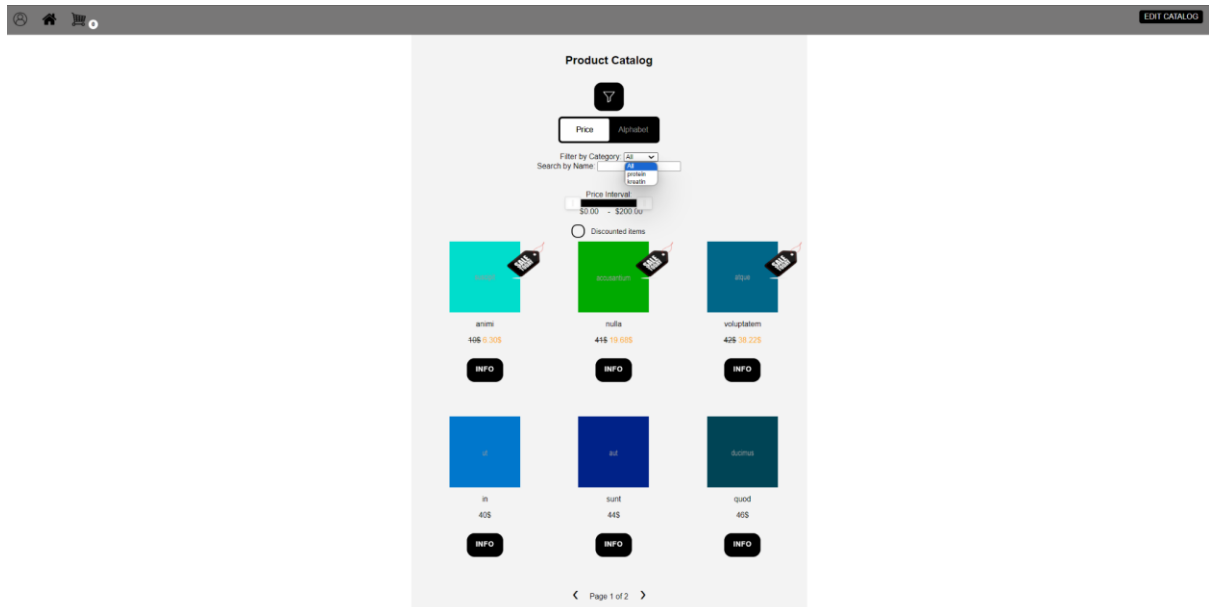 0
EDIT CATALOG
Product Catalog
Price Alphabet
Filter by Category: All
All
protein
kreatin
Search by Name:
Price Interval
$0.00 - $200.00
Discounted items
SALE SALE SALE
accusantium atque
animi nulla voluptatem
10$ 6.30$ 41$ 19.68$ 42$ 38.22$
INFO INFO INFO
ut aut ducimus
in sunt quod
40$ 44$ 46$
INFO INFO INFO
Page 1 of 2